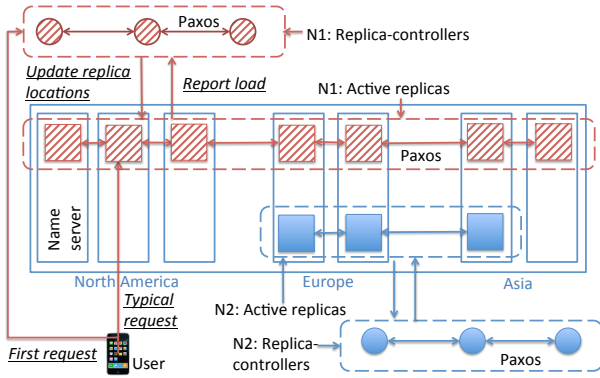 Paxos
N1: Replica-controllers
Update replica
locations
Report load
N1: Active replicas
Paxos
Name
server
North America
Europe
Asia
Typical
request
N2: Active replicas
First request
User
N2: Replica-
controllers
Paxos